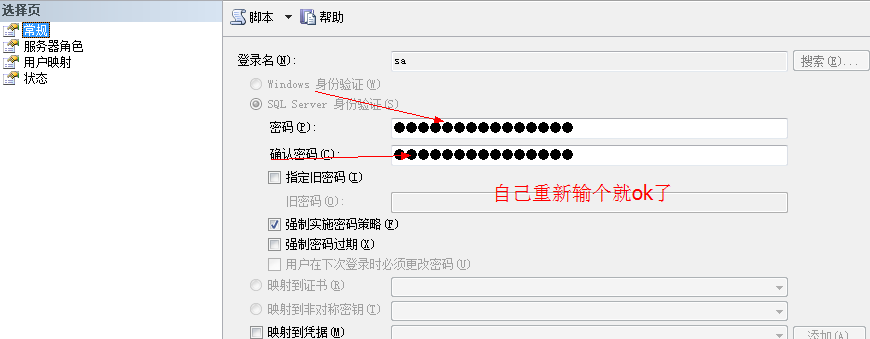 选择页
常规
服务器角色
用户映射
状态
脚本 帮助
登录名(N): sa 搜索(E)...
Windows 身份验证(W)
SQL Server 身份验证(S)
密码(P): ●●●●●●●●●●●●●●●
确认密码(C): ●●●●●●●●●●●●●●●
指定旧密码(I)
自己重新输个就ok了
旧密码(O):
强制实施密码策略(F)
强制密码过期(X)
用户在下次登录时必须更改密码(U)
映射到证书(R)
映射到非对称密钥(T)
映射到凭据(M) 添加(A)